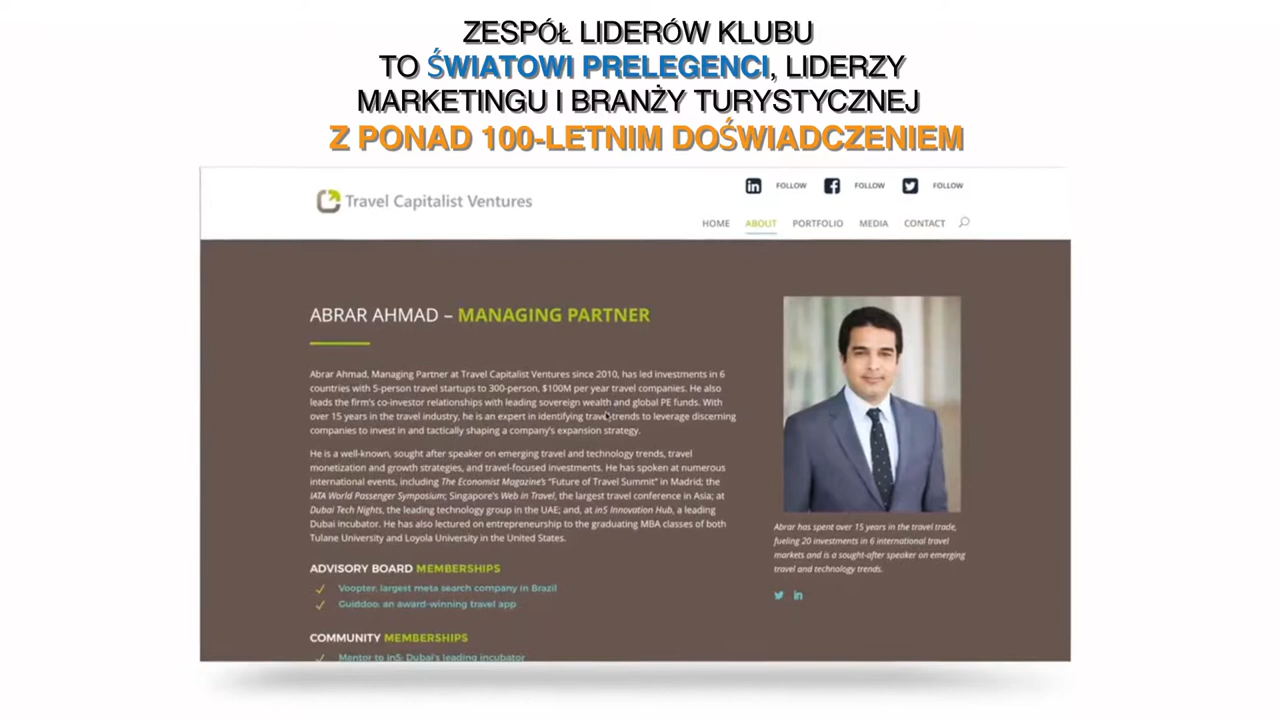 ZESPÓŁ LIDERÓW KLUBU
TO ŚWIATOWI PRELEGENCI, LIDERZY
MARKETINGU I BRANŻY TURYSTYCZNEJ
Z PONAD 100-LETNIM DOŚWIADCZENIEM
in FOLLOW FOLLOW FOLLOW
Travel Capitalist Ventures
HOME ABOUT PORTFOLIO MEDIA CONTACT
ABRAR AHMAD – MANAGING PARTNER
Abrar Ahmad, Managing Partner at Travel Capitalist Ventures since 2010, has led investments in 6
countries with 5-person travel startups to 300-person, $100M per year travel companies. He also
leads the firm's co-investor relationships with leading sovereign wealth and global PE funds. With
over 15 years in the travel industry, he is an expert in identifying travel trends to leverage discerning
companies to invest in and tactically shaping a company's expansion strategy.
He is a well-known, sought after speaker on emerging travel and technology trends, travel
monetization and growth strategies, and travel-focused investments. He has spoken at numerous
international events, including The Economist Magazine's "Future of Travel Summit" in Madrid; the
IATA World Passenger Symposium; Singapore's Web in Travel, the largest travel conference in Asia; at
Dubai Tech Nights, the leading technology group in the UAE; and, at in5 Innovation Hub, a leading
Dubai incubator. He has also lectured on entrepreneurship to the graduating MBA classes of both
Tulane University and Loyola University in the United States.
Abrar has spent over 15 years in the travel trade,
fueling 20 investments in 6 international travel
markets and is a sought-after speaker on emerging
travel and technology trends.
in
ADVISORY BOARD MEMBERSHIPS
Voopter, largest meta search company in Brazil
Guiddoo, an award-winning travel app
COMMUNITY MEMBERSHIPS
Mentor to in5: Dubai's leading incubator